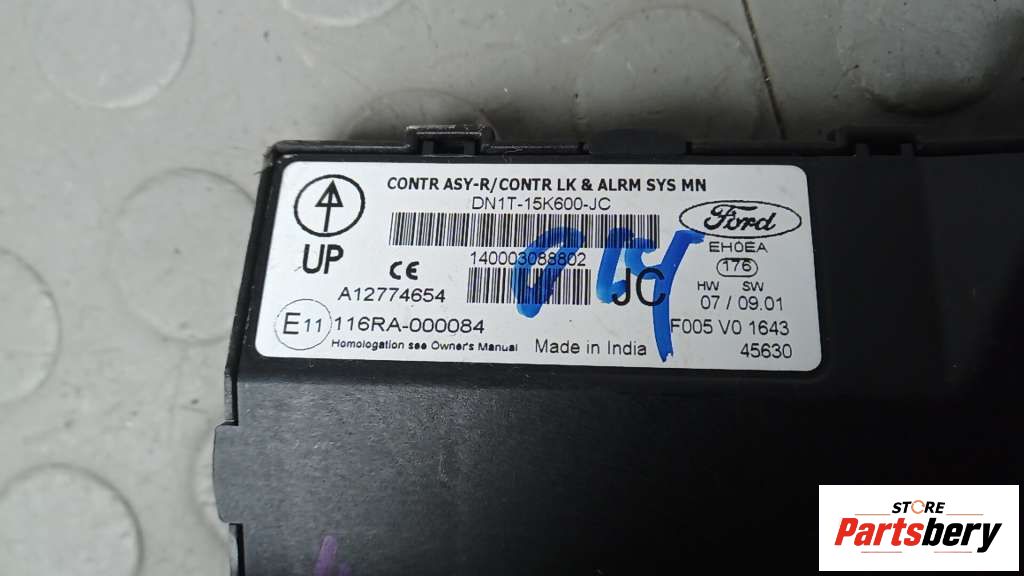 CONTR ASY-R/CONTR LK & ALRM SYS MN
DN1T-15K600-JC
Ford
UP
EH0EA
140003088802
CE
176
HW SW
A12774654
JC
07 / 09.01
E11 116RA-000084
F005 V0 1643
Homologation see Owner's Manual
Made in India
45630
STORE
Partsbery